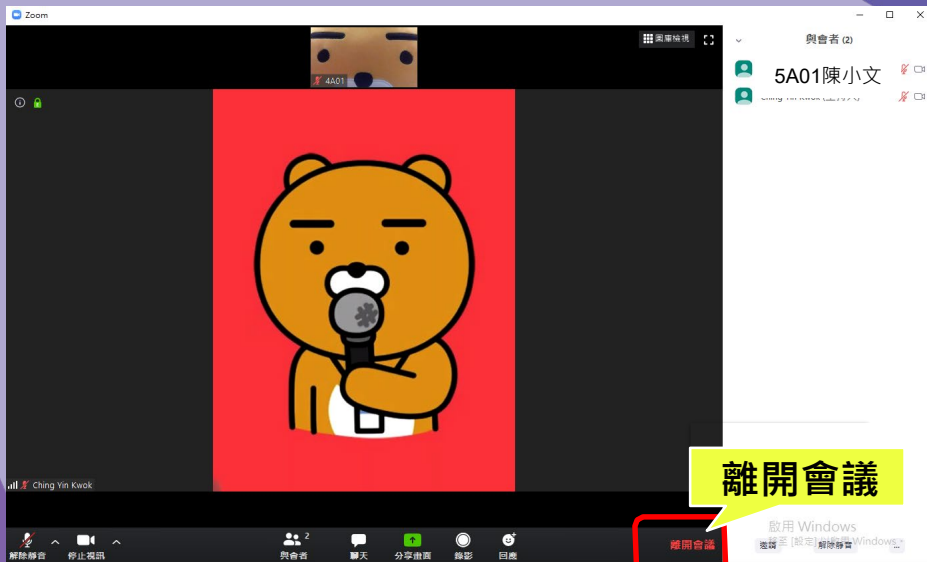 Zoom
圖庫檢視
與會者 (2)
4A01
5A01陳小文
Ching Yin Kwok
離開會議
解除靜音
停止視訊
2
與會者
聊天
分享畫面
錄影
回應
離開會議
啟用 Windows
邀請
解除靜音
...